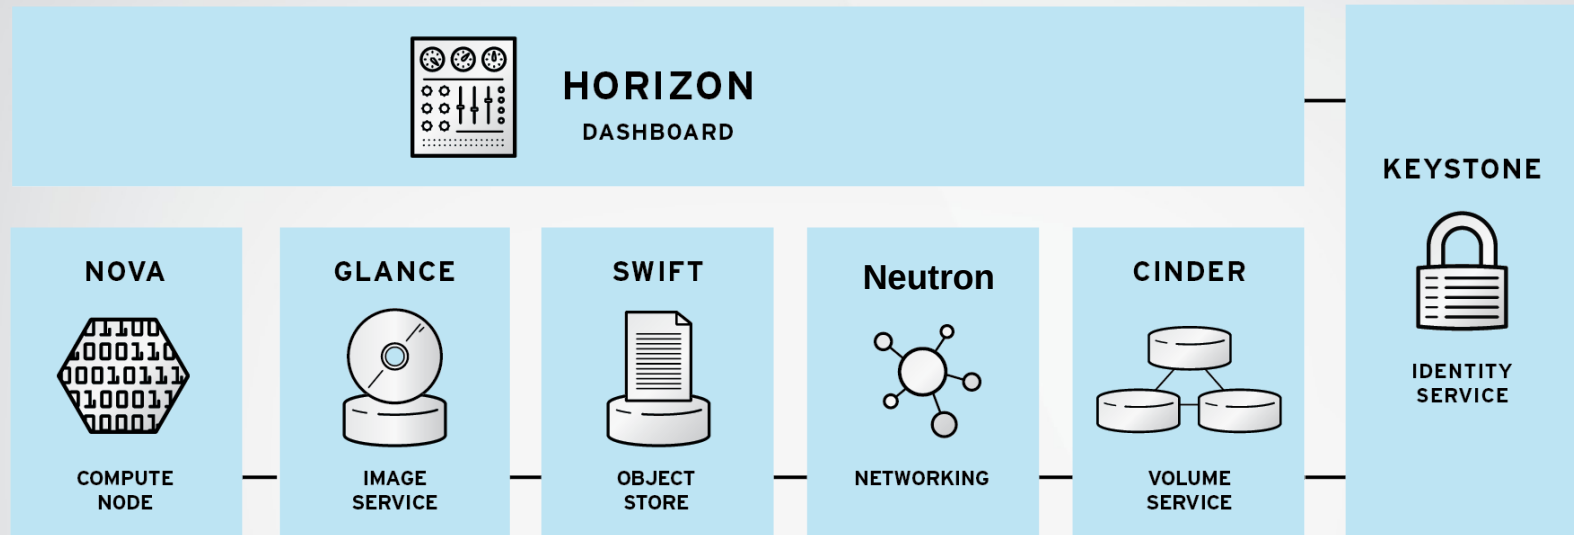 HORIZON
DASHBOARD
KEYSTONE
IDENTITY
SERVICE
NOVA
COMPUTE
NODE
GLANCE
IMAGE
SERVICE
SWIFT
OBJECT
STORE
Neutron
NETWORKING
CINDER
VOLUME
SERVICE